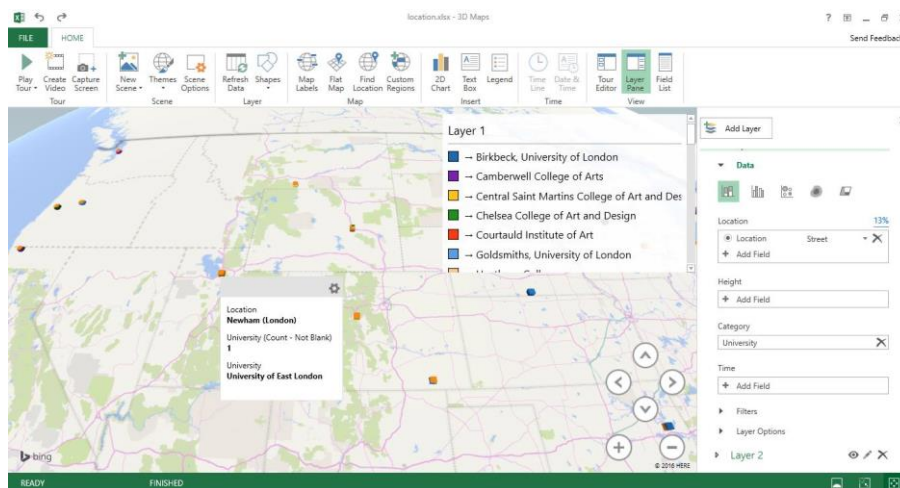 location.xlsx - 3D Maps
?
FILE
HOME
Send Feedback
Play Tour
Create Video
Capture Screen
New Scene
Themes
Scene Options
Refresh Data
Shapes
Map Labels
Flat Map
Find Location
Custom Regions
2D Chart
Text Box
Legend
Time Line
Date & Time
Tour Editor
Layer Pane
Field List
Tour
Scene
Layer
Map
Insert
Time
View
Layer 1
→ Birkbeck, University of London
→ Camberwell College of Arts
→ Central Saint Martins College of Art and Des
→ Chelsea College of Art and Design
→ Courtauld Institute of Art
→ Goldsmiths, University of London
Location
Newham (London)
University (Count - Not Blank)
1
University
University of East London
bing
© 2016 HERE
Add Layer
Data
Location
13%
Location Street
+ Add Field
Height
+ Add Field
Category
University
Time
+ Add Field
Filters
Layer Options
Layer 2
READY
FINISHED